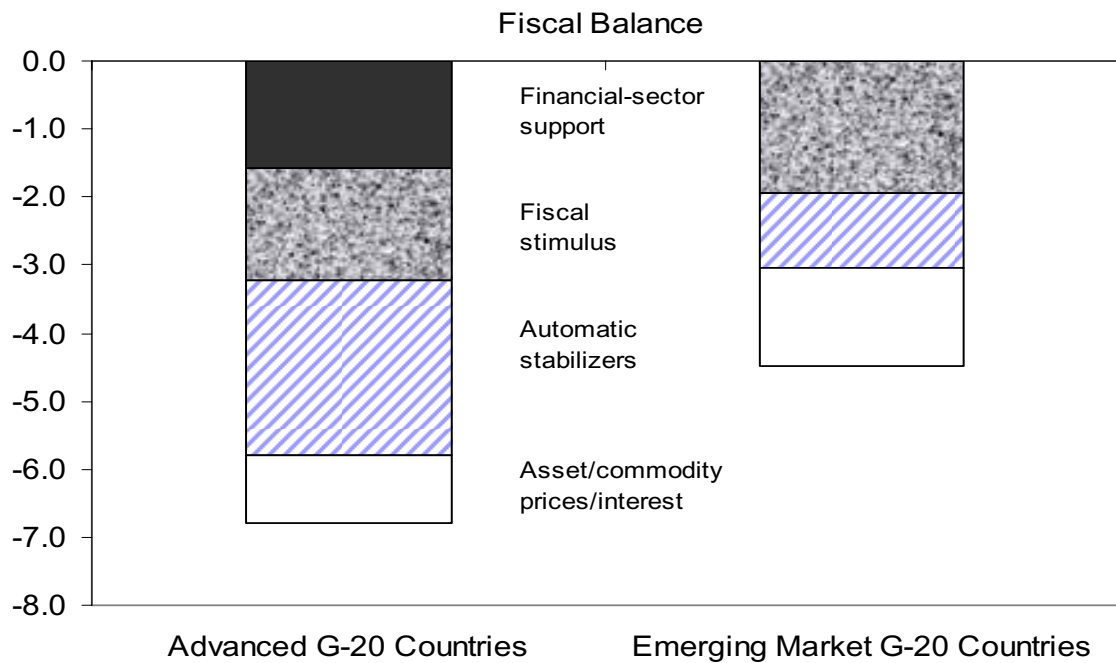 Fiscal Balance
0.0
-1.0
-2.0
-3.0
-4.0
-5.0
-6.0
-7.0
-8.0
Financial-sector
support
Fiscal
stimulus
Automatic
stabilizers
Asset/commodity
prices/interest
Advanced G-20 Countries
Emerging Market G-20 Countries